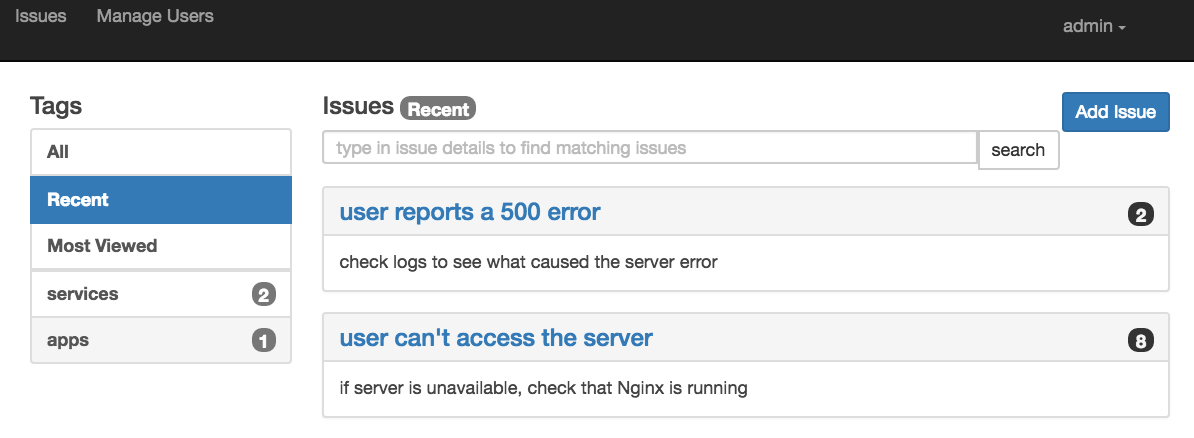 Issues Manage Users
admin
Tags
All
Recent
Most Viewed
services 2
apps 1
Issues Recent
Add Issue
type in issue details to find matching issues
search
user reports a 500 error 2
check logs to see what caused the server error
user can't access the server 8
if server is unavailable, check that Nginx is running